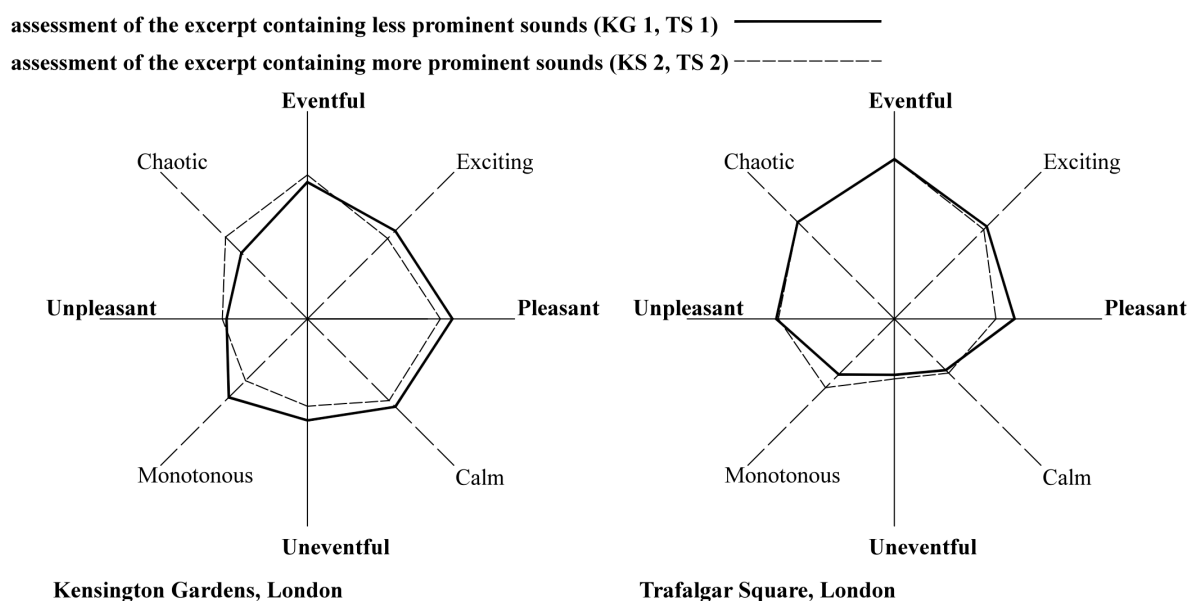 assessment of the excerpt containing less prominent sounds (KG 1, TS 1)
assessment of the excerpt containing more prominent sounds (KS 2, TS 2)
Eventful
Chaotic
Exciting
Unpleasant
Pleasant
Monotonous
Calm
Uneventful
Kensington Gardens, London
Eventful
Chaotic
Exciting
Unpleasant
Pleasant
Monotonous
Calm
Uneventful
Trafalgar Square, London